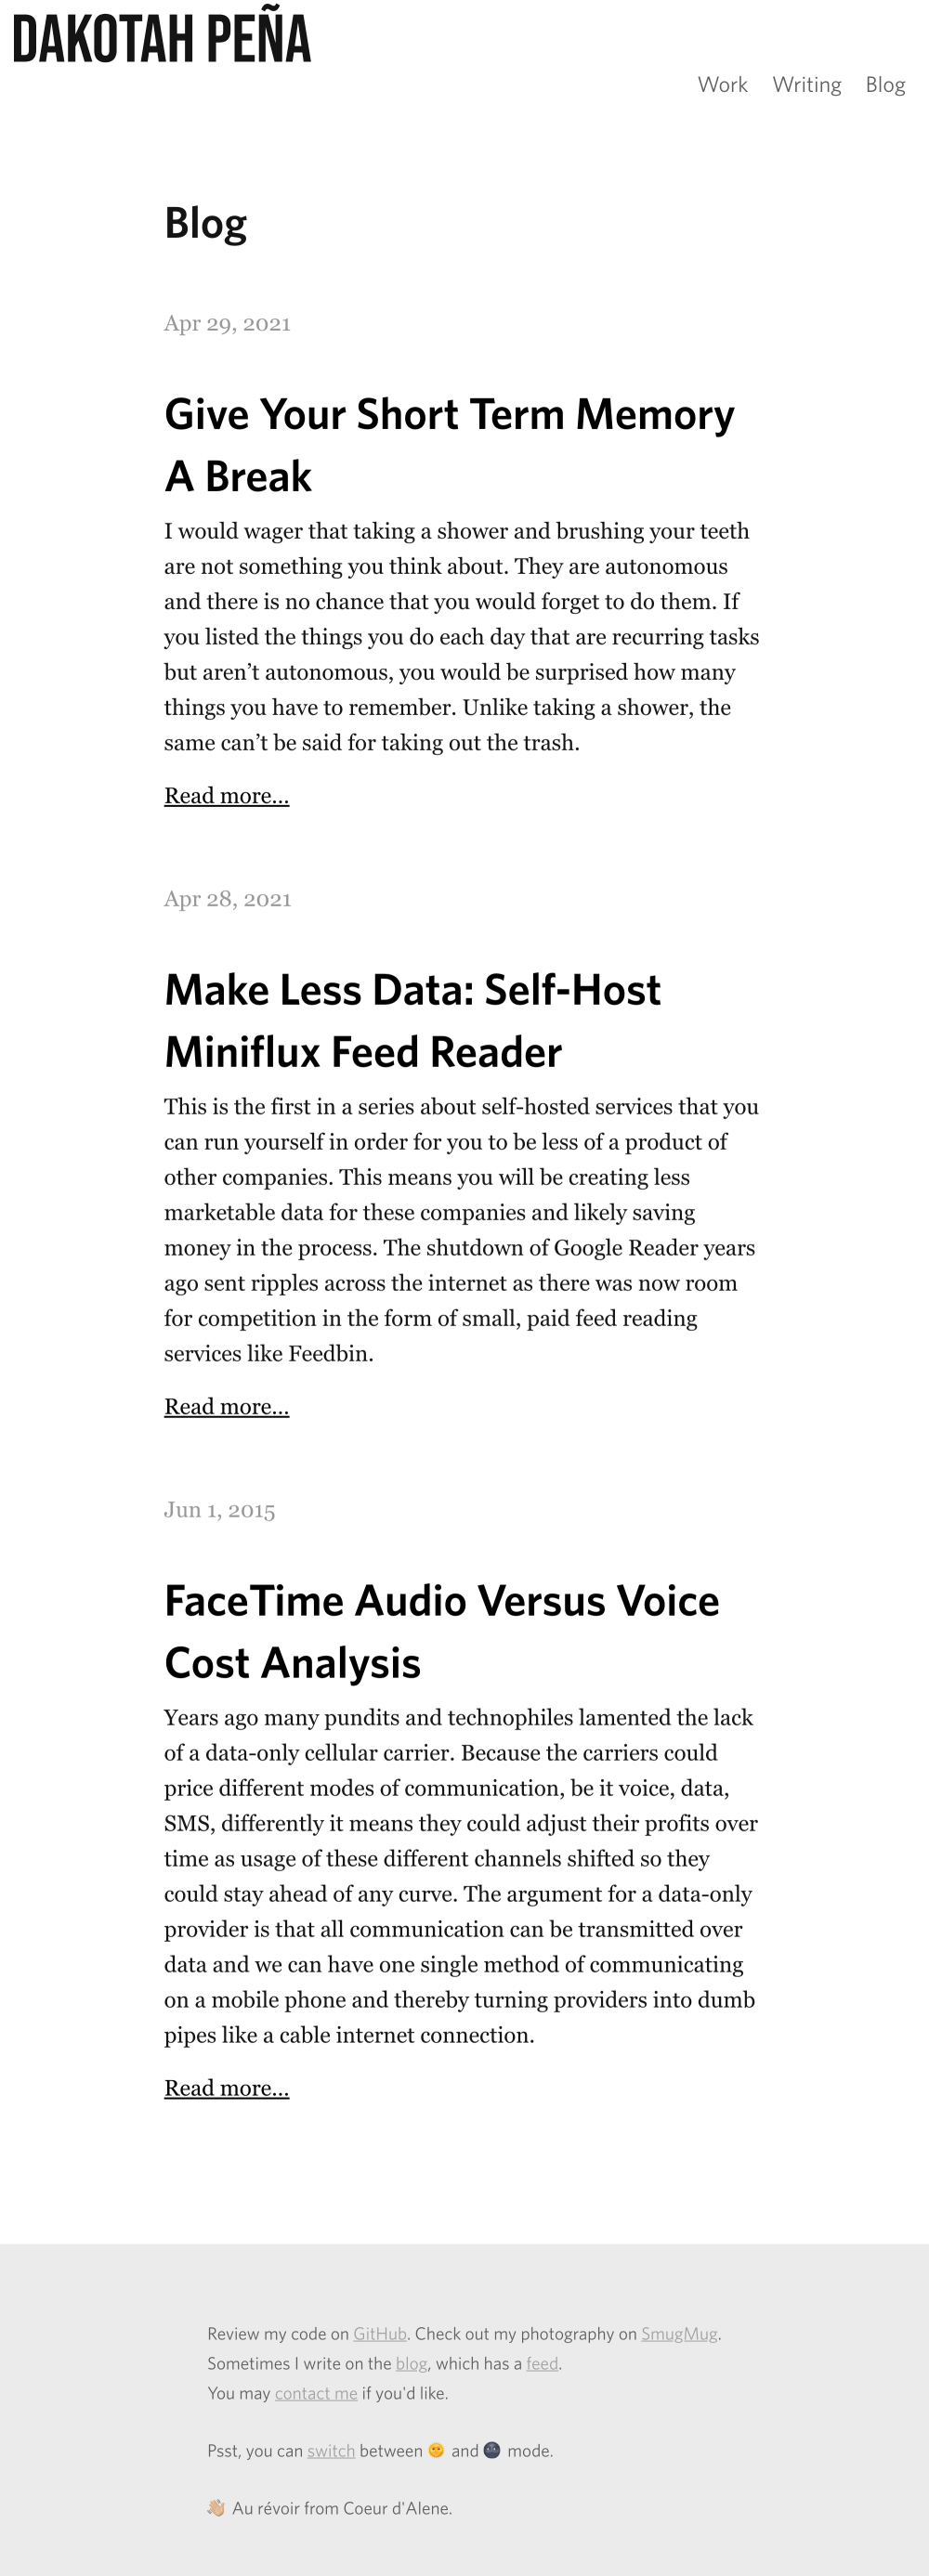 DAKOTAH PEÑA
Work Writing Blog
Blog
Apr 29, 2021
Give Your Short Term Memory
A Break
I would wager that taking a shower and brushing your teeth
are not something you think about. They are autonomous
and there is no chance that you would forget to do them. If
you listed the things you do each day that are recurring tasks
but aren’t autonomous, you would be surprised how many
things you have to remember. Unlike taking a shower, the
same can’t be said for taking out the trash.
Read more...
Apr 28, 2021
Make Less Data: Self-Host
Miniflux Feed Reader
This is the first in a series about self-hosted services that you
can run yourself in order for you to be less of a product of
other companies. This means you will be creating less
marketable data for these companies and likely saving
money in the process. The shutdown of Google Reader years
ago sent ripples across the internet as there was now room
for competition in the form of small, paid feed reading
services like Feedbin.
Read more...
Jun 1, 2015
FaceTime Audio Versus Voice
Cost Analysis
Years ago many pundits and technophiles lamented the lack
of a data-only cellular carrier. Because the carriers could
price different modes of communication, be it voice, data,
SMS, differently it means they could adjust their profits over
time as usage of these different channels shifted so they
could stay ahead of any curve. The argument for a data-only
provider is that all communication can be transmitted over
data and we can have one single method of communicating
on a mobile phone and thereby turning providers into dumb
pipes like a cable internet connection.
Read more...
Review my code on GitHub. Check out my photography on SmugMug.
Sometimes I write on the blog, which has a feed.
You may contact me if you'd like.
Psst, you can switch between 🌞 and 🌚 mode.
👋🏼 Au révoir from Coeur d'Alene.